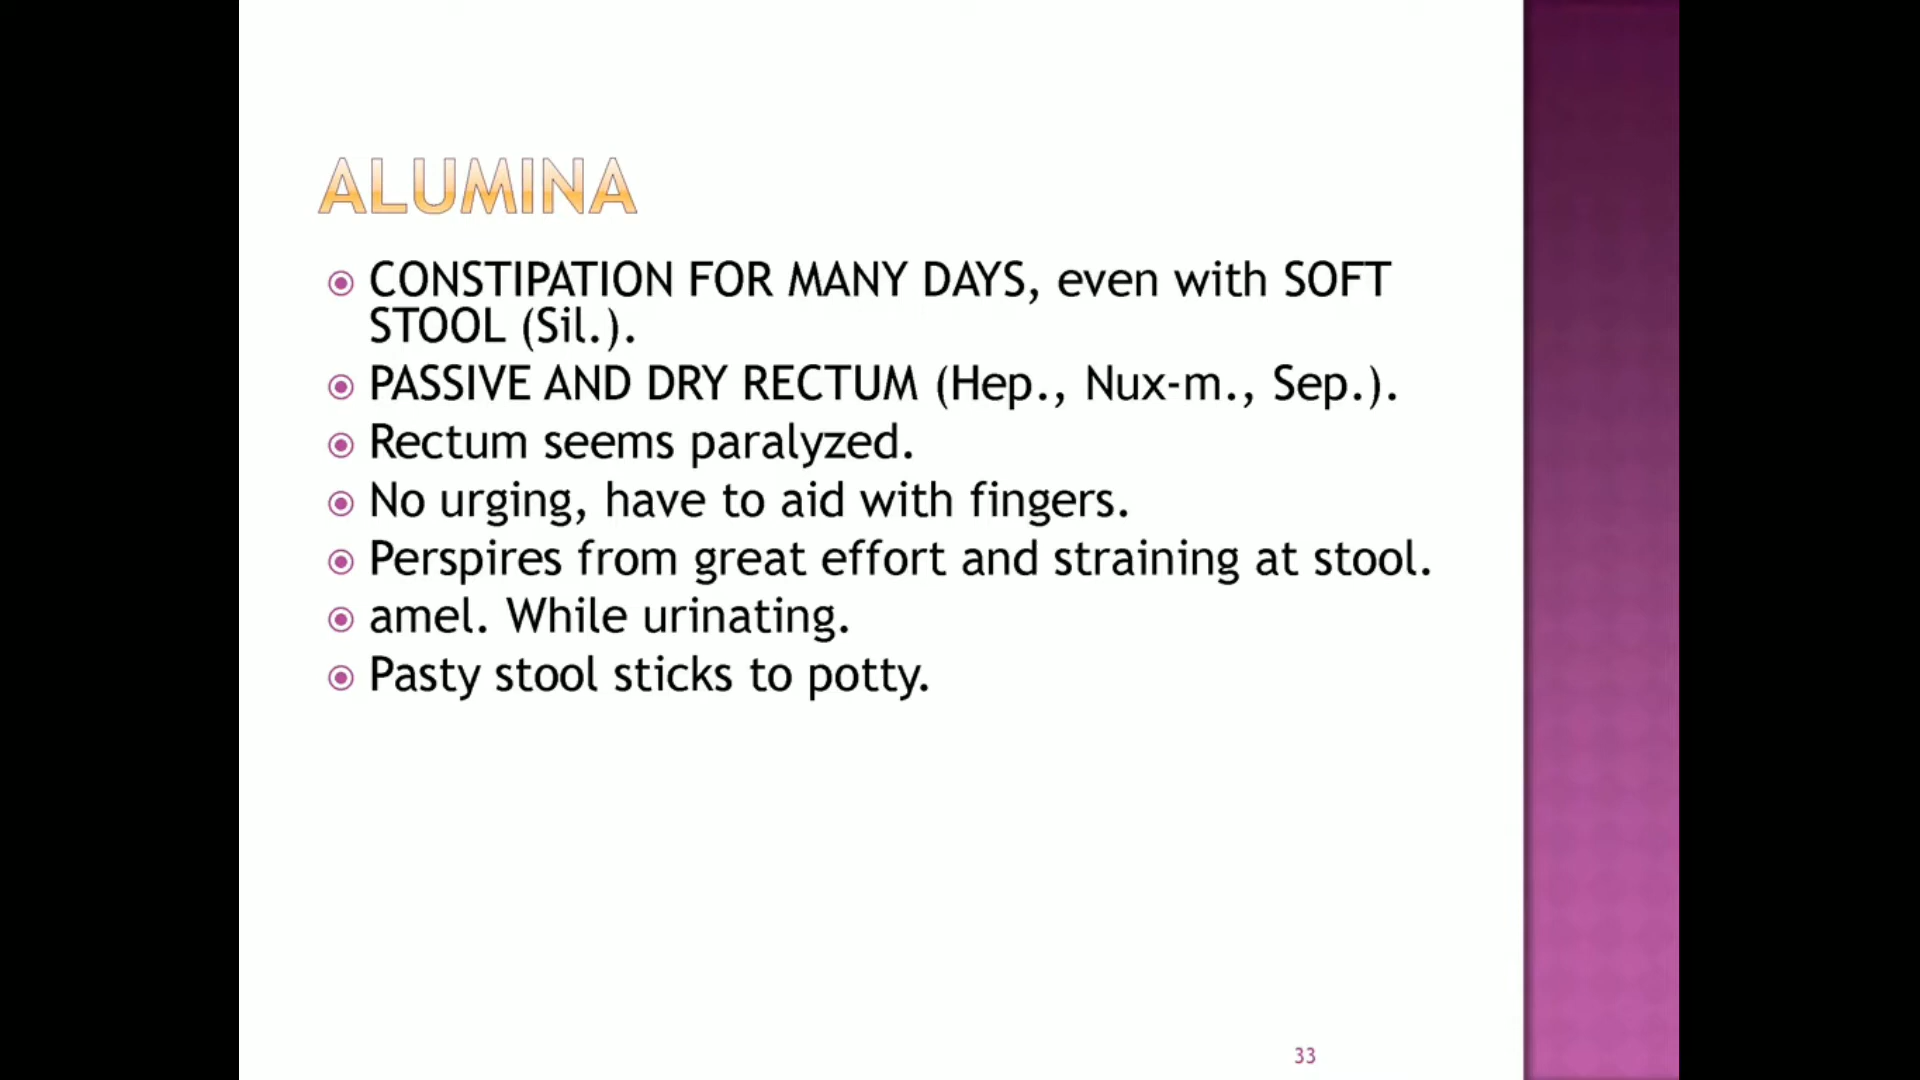 ALUMINA
CONSTIPATION FOR MANY DAYS, even with SOFT
STOOL (Sil.).
PASSIVE AND DRY RECTUM (Hep., Nux-m., Sep.).
Rectum seems paralyzed.
No urging, have to aid with fingers.
Perspires from great effort and straining at stool.
amel. While urinating.
Pasty stool sticks to potty.
33